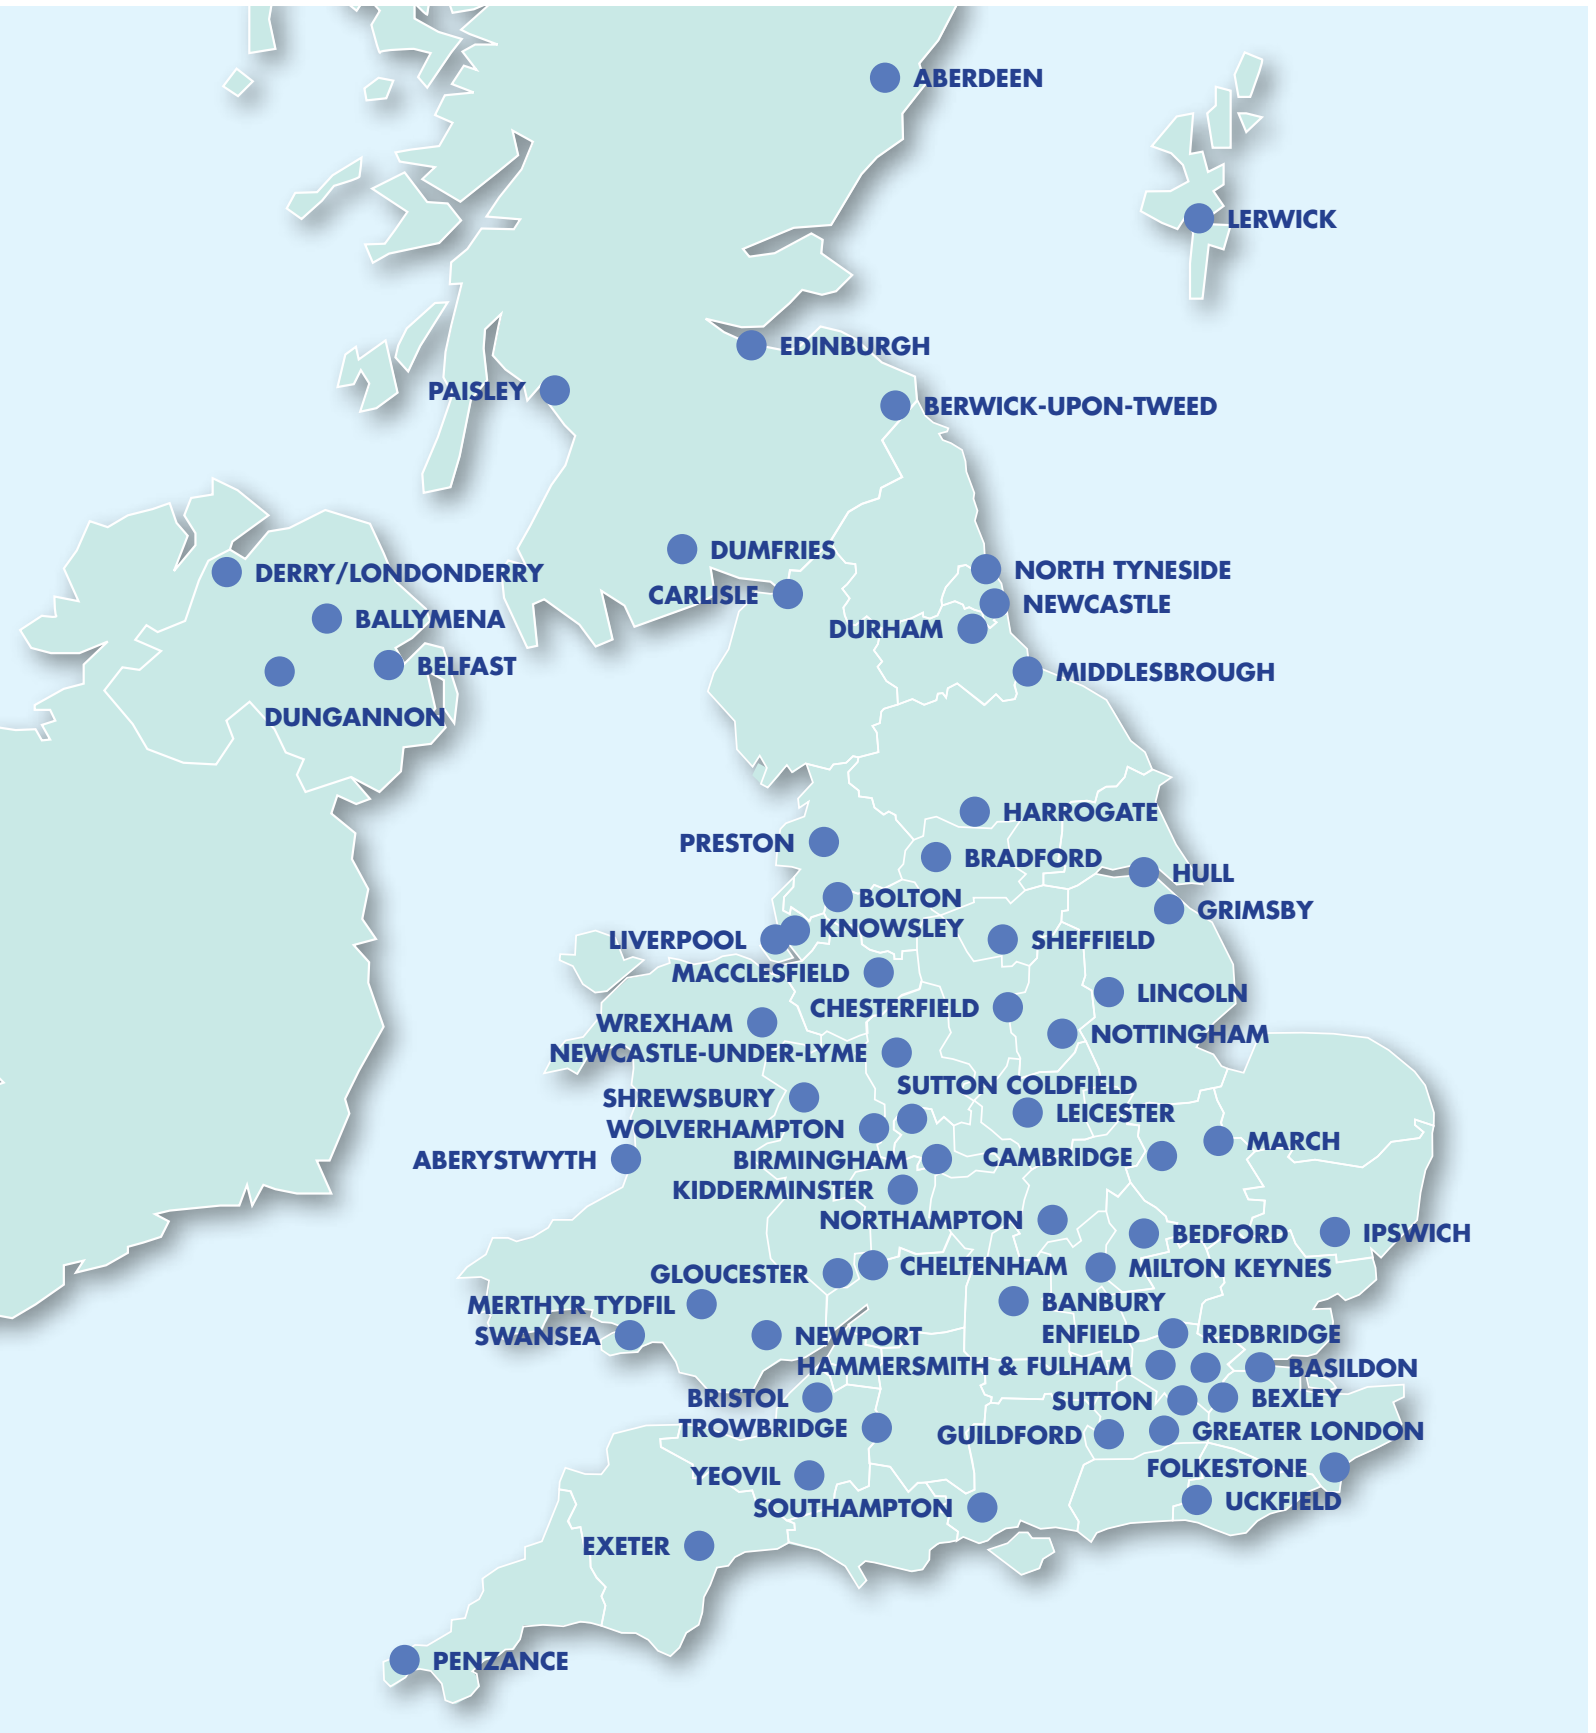 ABERDEEN
LERWICK
EDINBURGH
PAISLEY
BERWICK-UPON-TWEED
DUMFRIES
DERRY/LONDONDERRY
NORTH TYNESIDE
CARLISLE
NEWCASTLE
BALLYMENA
DURHAM
BELFAST
MIDDLESBROUGH
DUNGANNON
HARROGATE
PRESTON
BRADFORD
HULL
BOLTON
GRIMSBY
KNOWSLEY
LIVERPOOL
SHEFFIELD
MACCLESFIELD
LINCOLN
CHESTERFIELD
WREXHAM
NOTTINGHAM
NEWCASTLE-UNDER-LYME
SUTTON COLDFIELD
SHREWSBURY
LEICESTER
WOLVERHAMPTON
MARCH
ABERYSTWYTH
BIRMINGHAM
CAMBRIDGE
KIDDERMINSTER
NORTHAMPTON
BEDFORD
IPSWICH
CHELTENHAM
MILTON KEYNES
GLOUCESTER
BANBURY
MERTHYR TYDFIL
ENFIELD
REDBRIDGE
SWANSEA
NEWPORT
HAMMERSMITH & FULHAM
BASILDON
BRISTOL
SUTTON
BEXLEY
TROWBRIDGE
GUILDFORD
GREATER LONDON
FOLKESTONE
YEOVIL
UCKFIELD
SOUTHAMPTON
EXETER
PENZANCE